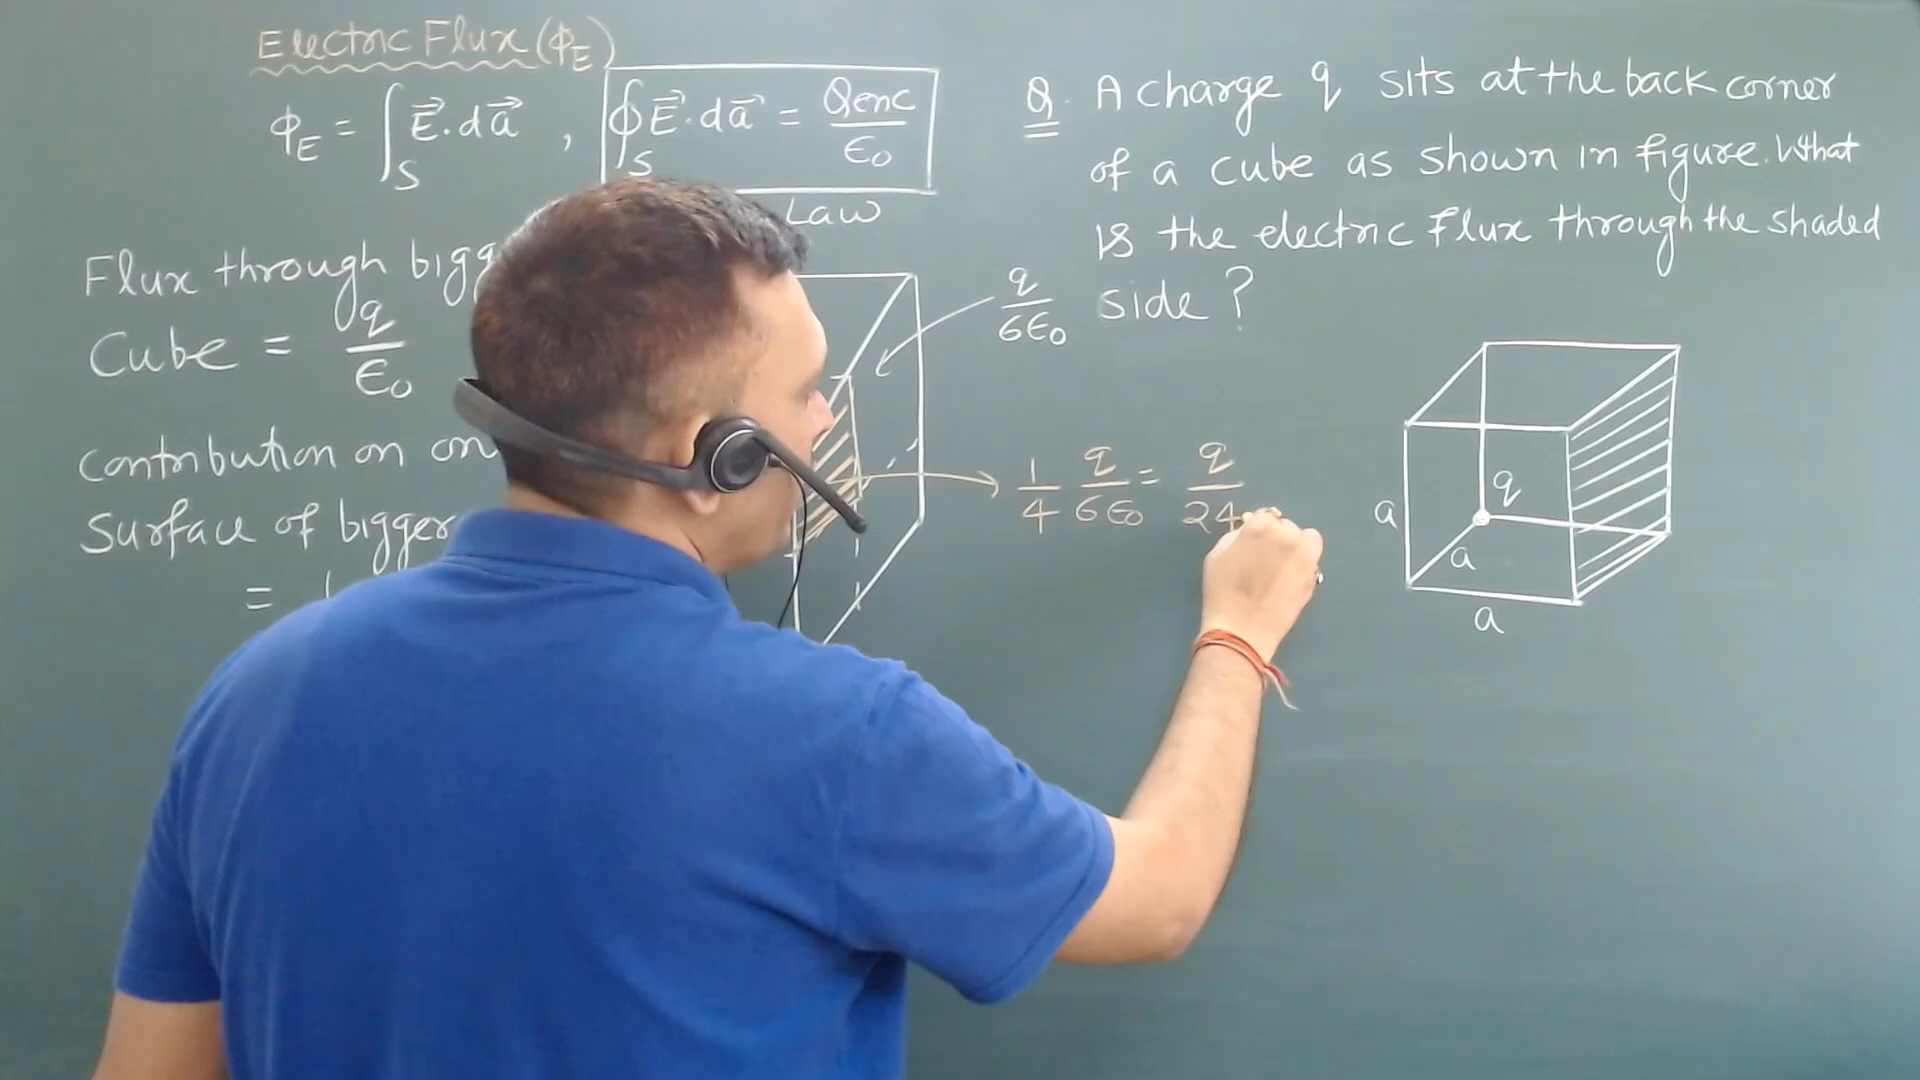 Electric Flux (ΦE)
ΦE = ∫S E⃗.da⃗ , ∮S E⃗.da⃗ = Qenc/ϵ0
Law
Flux through
Cube = q/ϵ0
Contribution on
Surface of bigger
=
q/6ϵ0
1/4 q/6ϵ0 = q/24
Q. A charge q sits at the back corner
of a cube as shown in figure. What
is the electric flux through the shaded
side ?
q
a
a
a